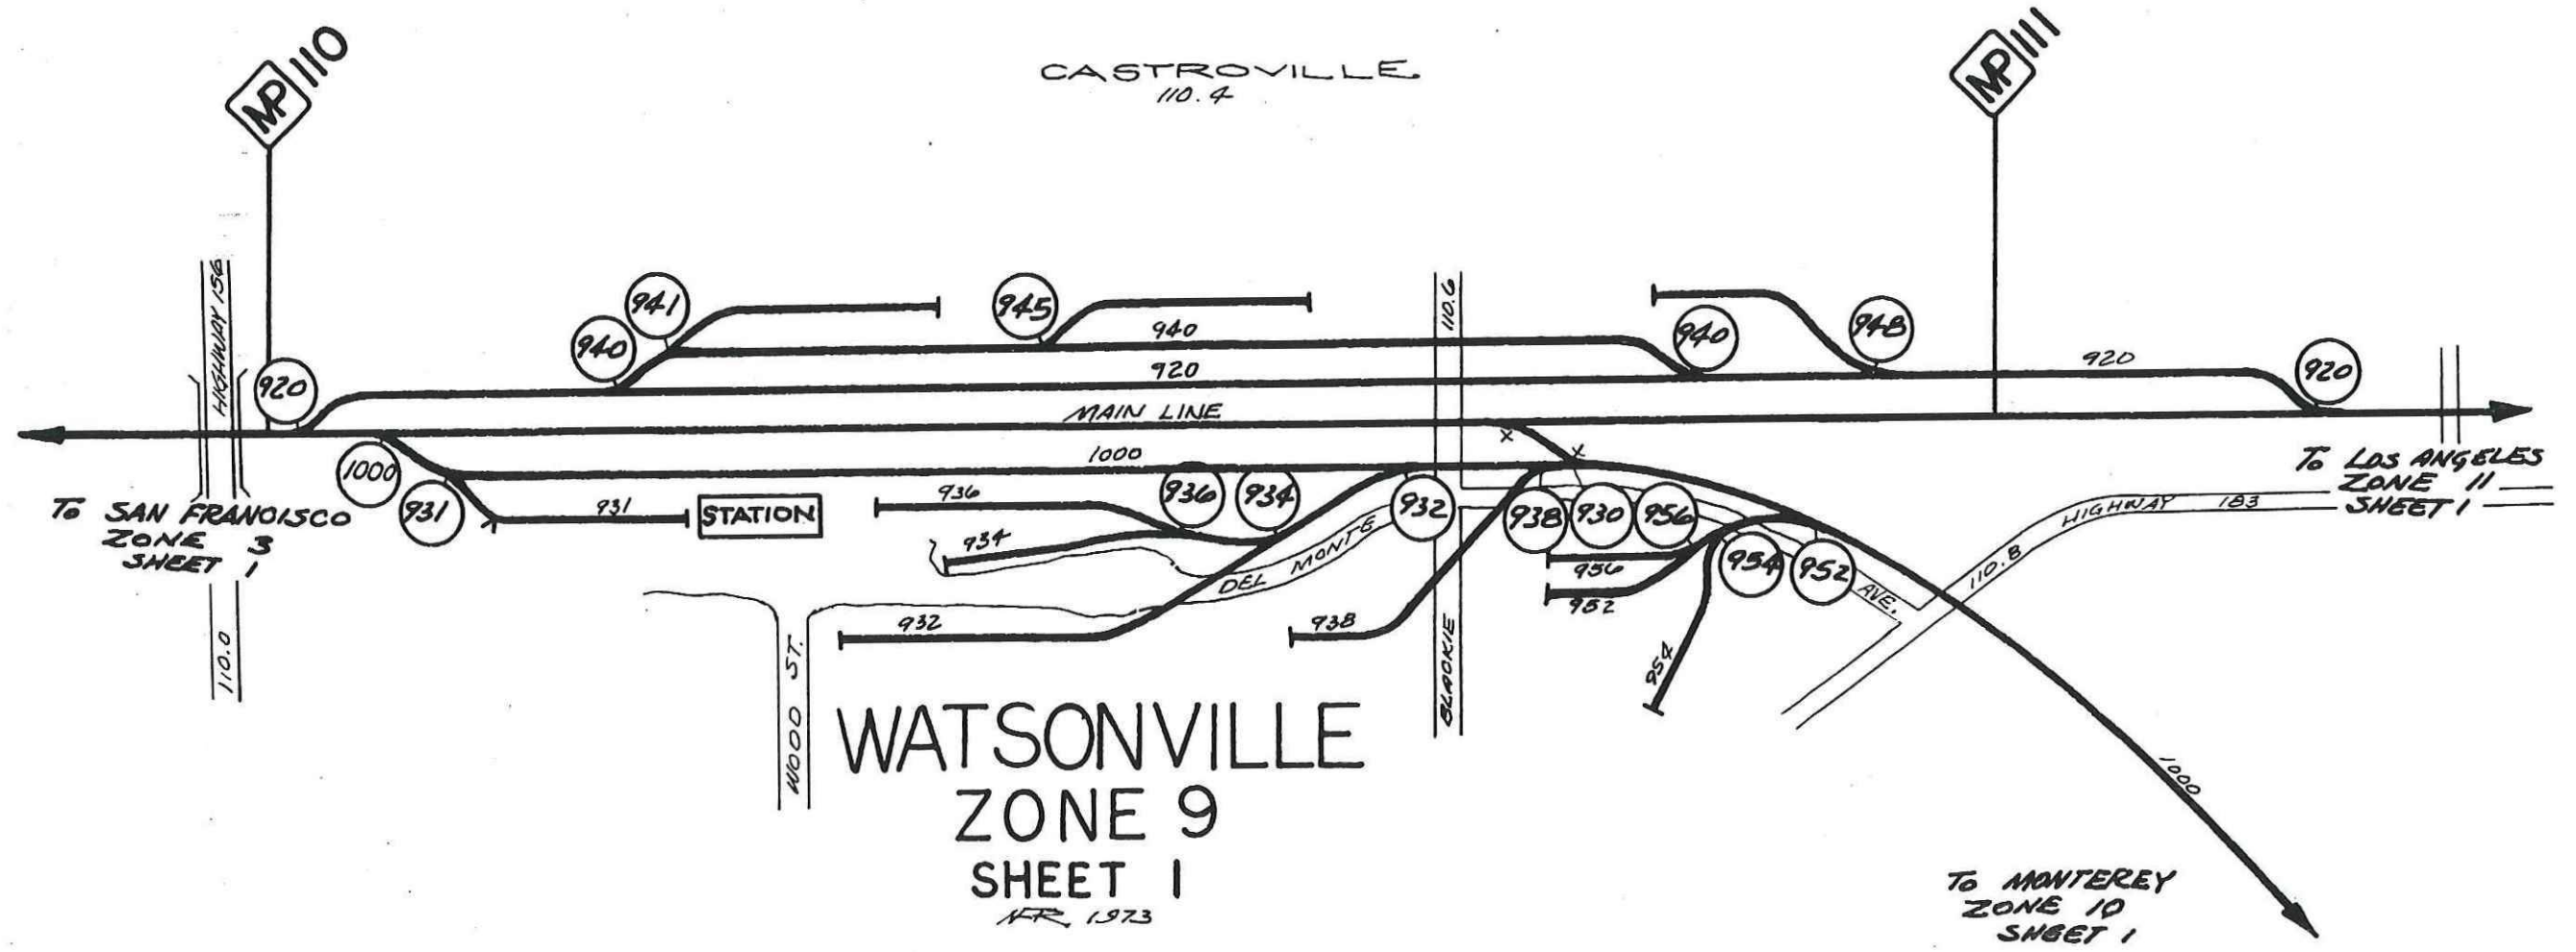 MP 110
MP 111
CASTROVILLE
110.4
HIGHWAY 156
110.6
941
945
940
940
948
940
920
920
920
920
MAIN LINE
1000
1000
931
931
STATION
936
936
934
934
932
938
930
956
954
952
956
952
954
932
938
DEL MONTE
AVE.
TO SAN FRANCISCO
ZONE 3
SHEET 1
TO LOS ANGELES
ZONE 11
SHEET 1
HIGHWAY 183
110.8
110.0
WOOD ST.
BLACKIE
WATSONVILLE
ZONE 9
SHEET 1
1973
1000
TO MONTEREY
ZONE 10
SHEET 1